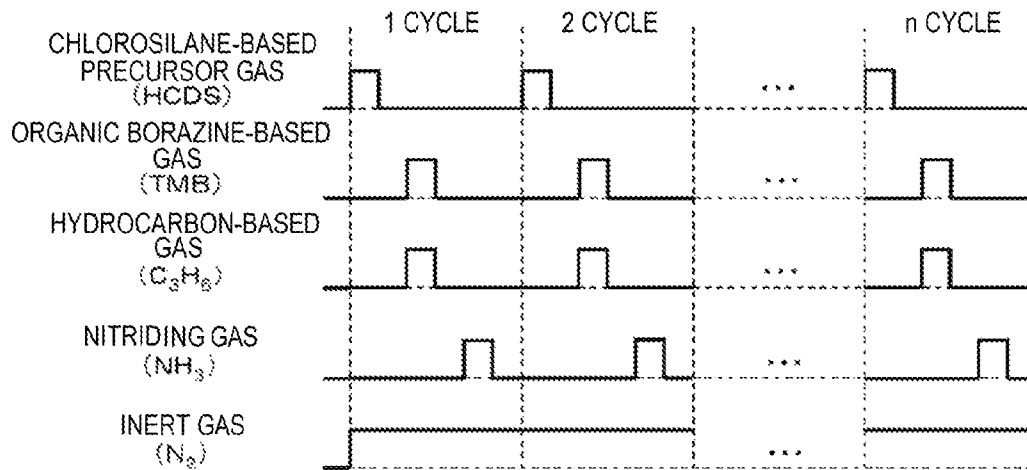 1 CYCLE 2 CYCLE n CYCLE
CHLOROSILANE-BASED
PRECURSOR GAS
(HCDS)
ORGANIC BORAZINE-BASED
GAS
(TMB)
HYDROCARBON-BASED
GAS
(C₃H₆)
NITRIDING GAS
(NH₃)
INERT GAS
(N₂)